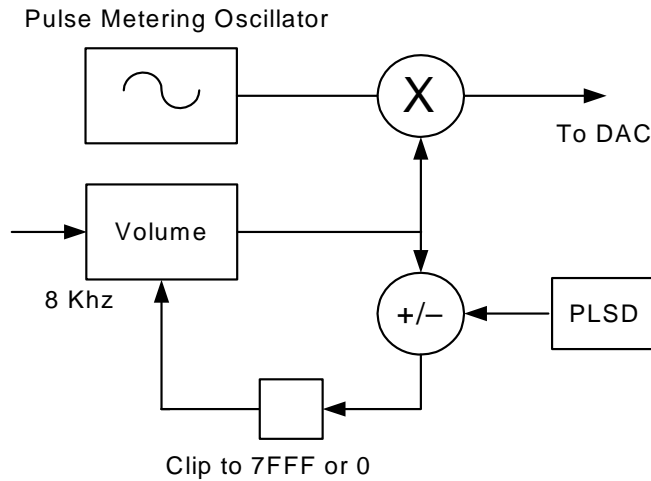 Pulse Metering Oscillator
X
To DAC
Volume
8 Khz
+/–
PLSD
Clip to 7FFF or 0